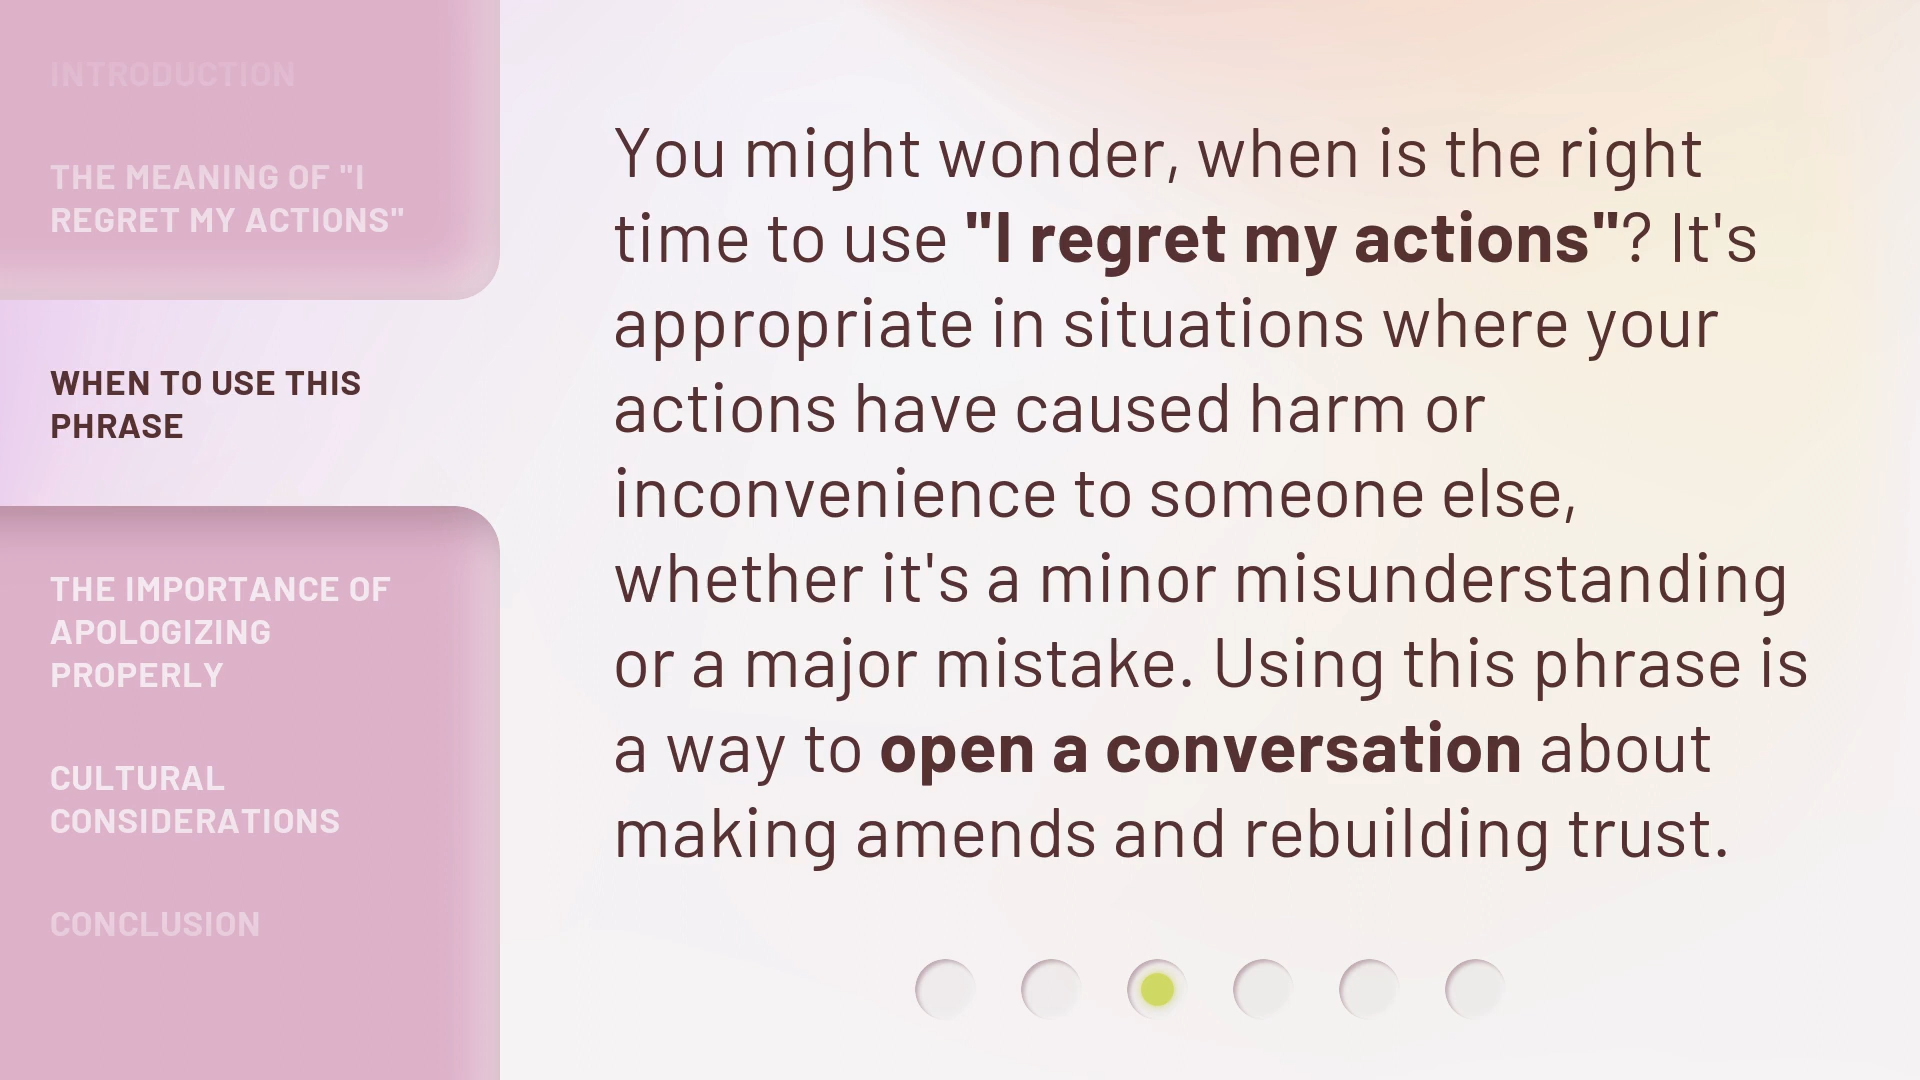 INTRODUCTION
THE MEANING OF "I
REGRET MY ACTIONS"
WHEN TO USE THIS
PHRASE
THE IMPORTANCE OF
APOLOGIZING
PROPERLY
CULTURAL
CONSIDERATIONS
CONCLUSION
You might wonder, when is the right
time to use "I regret my actions"? It's
appropriate in situations where your
actions have caused harm or
inconvenience to someone else,
whether it's a minor misunderstanding
or a major mistake. Using this phrase is
a way to open a conversation about
making amends and rebuilding trust.